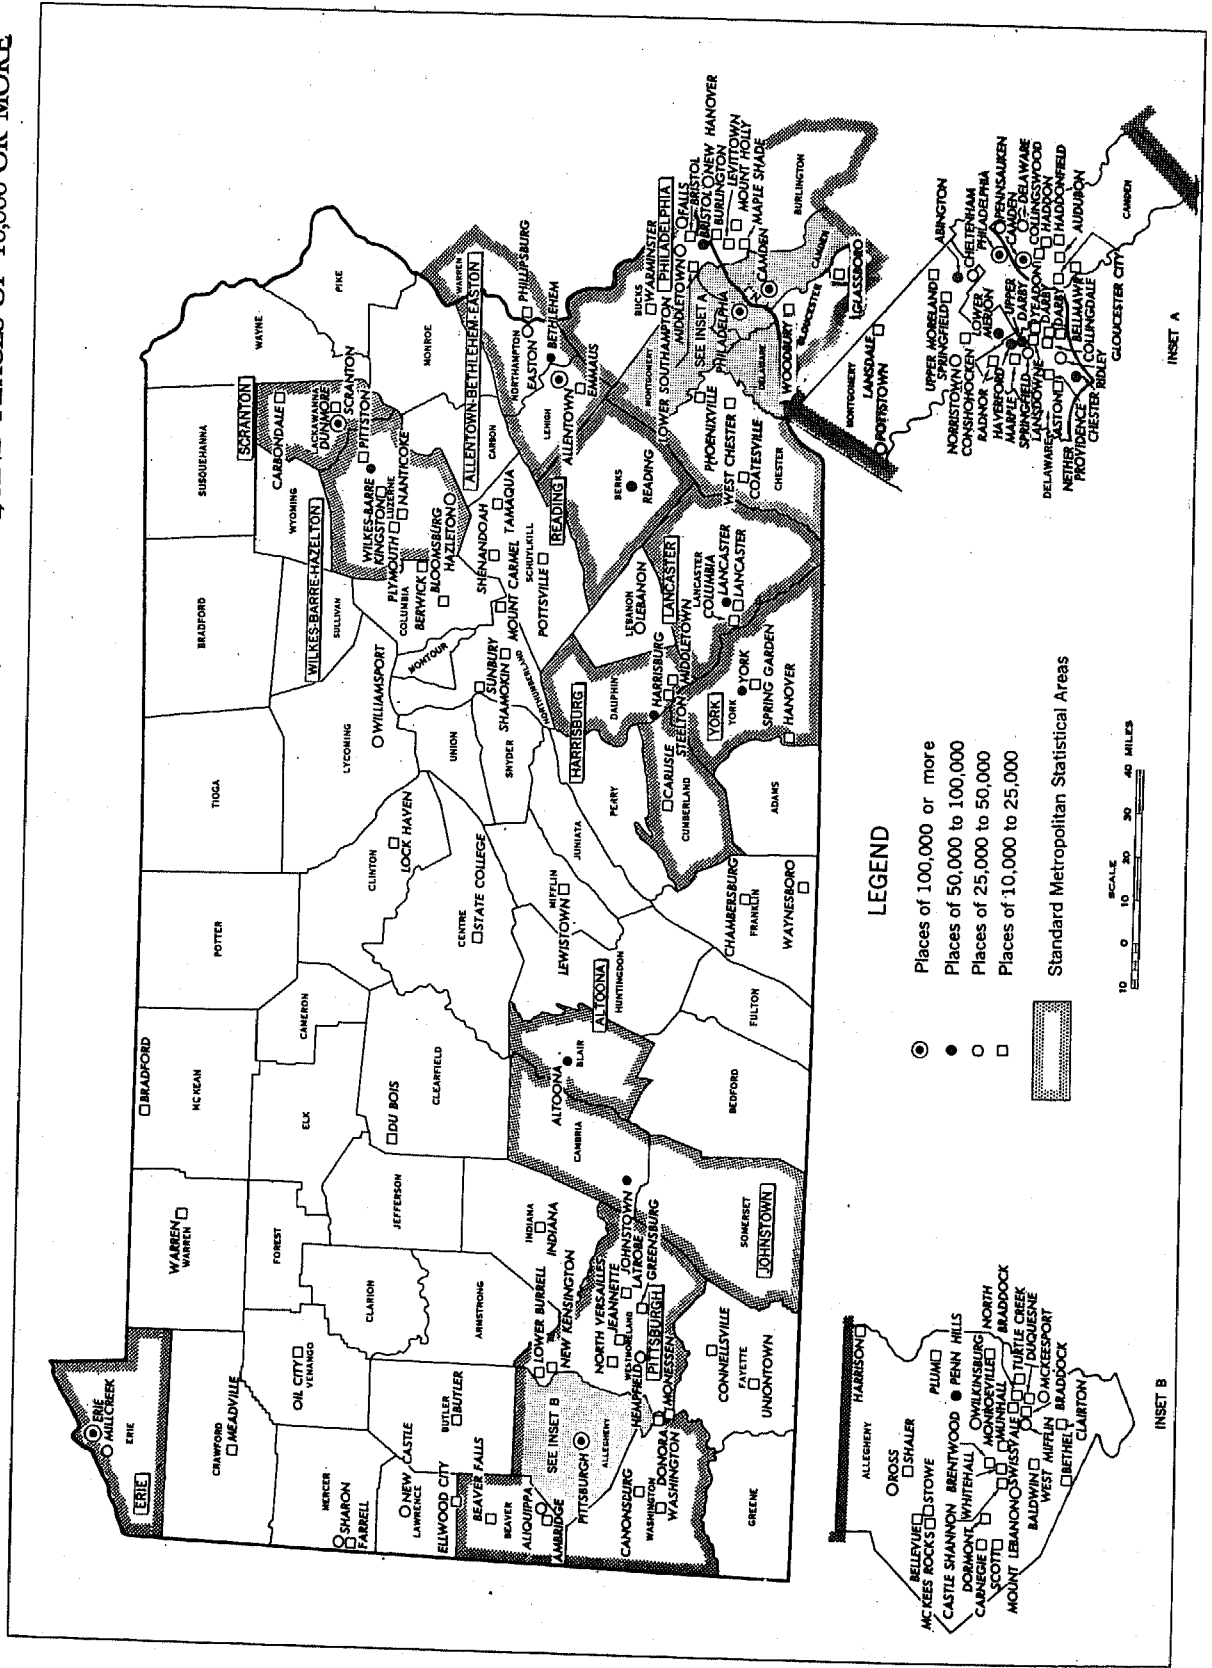 PLACES OF 10,000 OR MORE
ERIE
MILLCREEK
ERIE
ERIE
CRAWFORD
MEADVILLE
MERCER
SHARON
FARRELL
WARREN
WARREN
FOREST
OIL CITY
VENANGO
CLARION
BRADFORD
MC KEAN
ELK
CAMERON
JEFFERSON
DU BOIS
CLEARFIELD
POTTER
TIOGA
BRADFORD
SUSQUEHANNA
WAYNE
PIKE
CLINTON
LOCK HAVEN
LYCOMING
WILLIAMSPORT
SULLIVAN
WYOMING
WILKES-BARRE-HAZELTON
SCRANTON
CARBONDALE
LACKAWANNA
DUNMORE
SCRANTON
PITTSTON
WILKES-BARRE
KINGSTON
LUZERNE
PLYMOUTH
NANTICOKE
COLUMBIA
BERWICK
BLOOMSBURG
HAZLETON
MONROE
CARBON
MONTOUR
UNION
SNYDER
SUNBURY
SHAMOKIN
NORTHUMBERLAND
MOUNT CARMEL
SHENANDOAH
TAMAQUA
SCHUYLKILL
POTTSVILLE
ALLENTOWN-BETHLEHEM-EASTON
WARREN
NORTHAMPTON
EASTON
PHILLIPSBURG
BETHLEHEM
LEHIGH
ALLENTOWN
EMMAUS
NEW CASTLE
LAWRENCE
ELLWOOD CITY
BUTLER
BUTLER
ARMSTRONG
BEAVER FALLS
BEAVER
ALIQUIPPA
AMBRIDGE
SEE INSET B
PITTSBURGH
ALLEGHENY
LOWER BURRELL
NEW KENSINGTON
INDIANA
INDIANA
NORTH VERSAILLES
JEANNETTE
WESTMORELAND
HEMPFIELD
JOHNSTOWN
LATROBE
GREENSBURG
PITTSBURGH
MONESSEN
CANONSBURG
WASHINGTON
DONORA
WASHINGTON
GREENE
CONNELLSVILLE
FAYETTE
UNIONTOWN
SOMERSET
JOHNSTOWN
CAMBRIA
ALTOONA
BLAIR
ALTOONA
BEDFORD
CENTRE
STATE COLLEGE
MIFFLIN
LEWISTOWN
HUNTINGDON
FULTON
JUNIATA
PERRY
CHAMBERSBURG
FRANKLIN
WAYNESBORO
HARRISBURG
DAUPHIN
HARRISBURG
STEELTON
MIDDLETOWN
CARLISLE
CUMBERLAND
ADAMS
YORK
YORK
YORK
SPRING GARDEN
HANOVER
LEBANON
LEBANON
LANCASTER
LANCASTER
COLUMBIA
LANCASTER
LANCASTER
READING
BERKS
READING
PHOENIXVILLE
WEST CHESTER
COATESVILLE
CHESTER
BUCKS
WARMINSTER
PHILADELPHIA
MONTGOMERY
LOWER SOUTHAMPTON
MIDDLETOWN
FALLS
BRISTOL
BRISTOL
NEW HANOVER
BURLINGTON
LEVITTOWN
MOUNT HOLLY
MAPLE SHADE
SEE INSET A
PHILADELPHIA
DELAWARE
CAMDEN
CAMDEN
BURLINGTON
WOODBURY
GLOUCESTER
GLASSBORO
LEGEND
Places of 100,000 or more
Places of 50,000 to 100,000
Places of 25,000 to 50,000
Places of 10,000 to 25,000
Standard Metropolitan Statistical Areas
SCALE
10 0 10 20 30 40 MILES
MONTGOMERY
LANSDALE
POTTSTOWN
UPPER MORELAND
SPRINGFIELD
ABINGTON
NORRISTOWN
CONSHOHOCKEN
CHELTENHAM
PHILADELPHIA
LOWER
MERION
RADNOR
HAVERFORD
MAPLE
UPPER
DARBY
SPRINGFIELD
LANSDOWNE
YEADON
DARBY
DARBY
PENNSAUKEN
CAMDEN
DELAWARE
COLLINGSWOOD
HADDON
HADDONFIELD
AUDUBON
DELAWARE
ASTON
NETHER
PROVIDENCE
CHESTER
RIDLEY
COLLINGDALE
BELLMAWR
GLOUCESTER CITY
CAMDEN
INSET A
ALLEGHENY
HARRISON
ROSS
SHALER
PLUM
PENN HILLS
BELLEVUE
MC KEES ROCKS
STOWE
CASTLE SHANNON
BRENTWOOD
WILKINSBURG
DORMONT
WHITEHALL
MONROEVILLE
NORTH
BRADDOCK
CARNEGIE
MUNHALL
SCOTT
SWISSVALE
TURTLE CREEK
MOUNT LEBANON
DUQUESNE
BALDWIN
MCKEESPORT
WEST MIFFLIN
BRADDOCK
BETHEL
CLAIRTON
INSET B